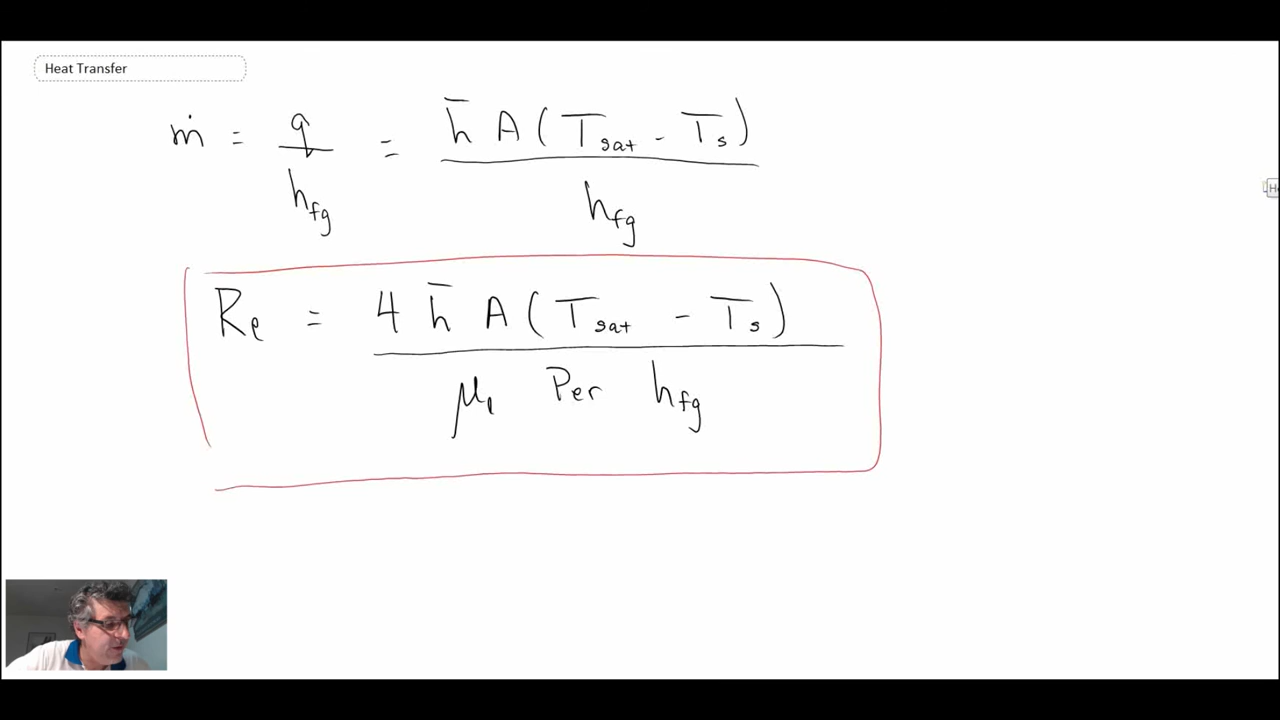 Heat Transfer
ṁ = q / h_fg = h̄ A (T_sat - T_s) / h_fg
Re = 4 h̄ A (T_sat - T_s) / μ_l Per h_fg